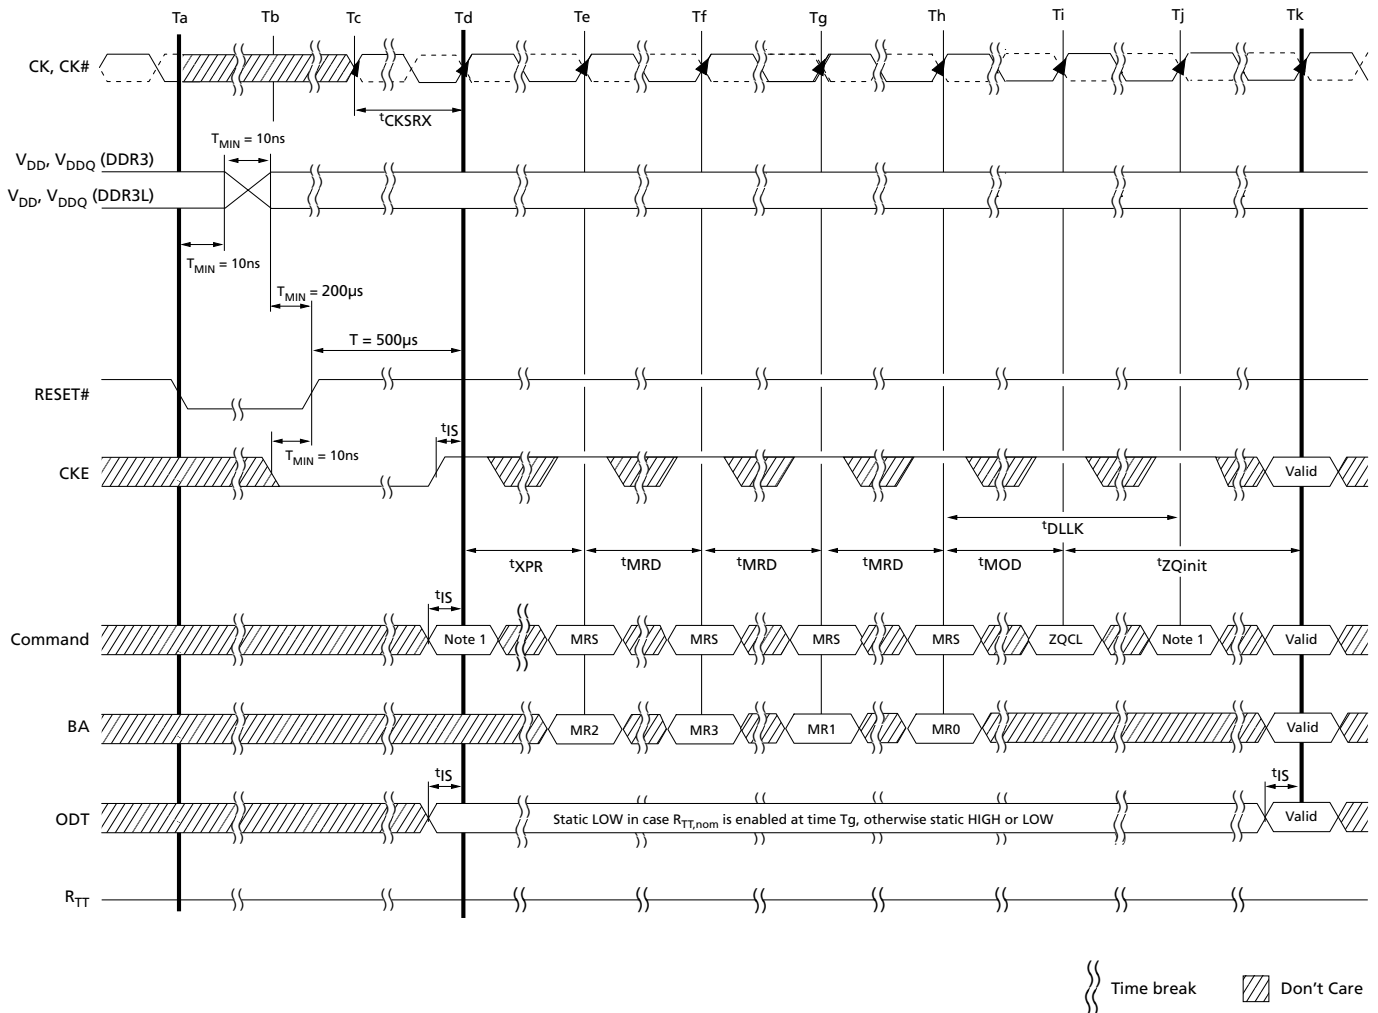 Ta Tb Tc Td Te Tf Tg Th Ti Tj Tk
CK, CK#
tCKSRX
TMIN = 10ns
VDD, VDDQ (DDR3)
VDD, VDDQ (DDR3L)
TMIN = 10ns
TMIN = 200µs
T = 500µs
RESET#
tIS
TMIN = 10ns
CKE
Valid
tDLLK
tXPR tMRD tMRD tMRD tMOD tZQinit
tIS
Command Note 1 MRS MRS MRS MRS ZQCL Note 1 Valid
BA MR2 MR3 MR1 MR0 Valid
tIS tIS
ODT Static LOW in case RTT,nom is enabled at time Tg, otherwise static HIGH or LOW Valid
RTT
Time break Don't Care